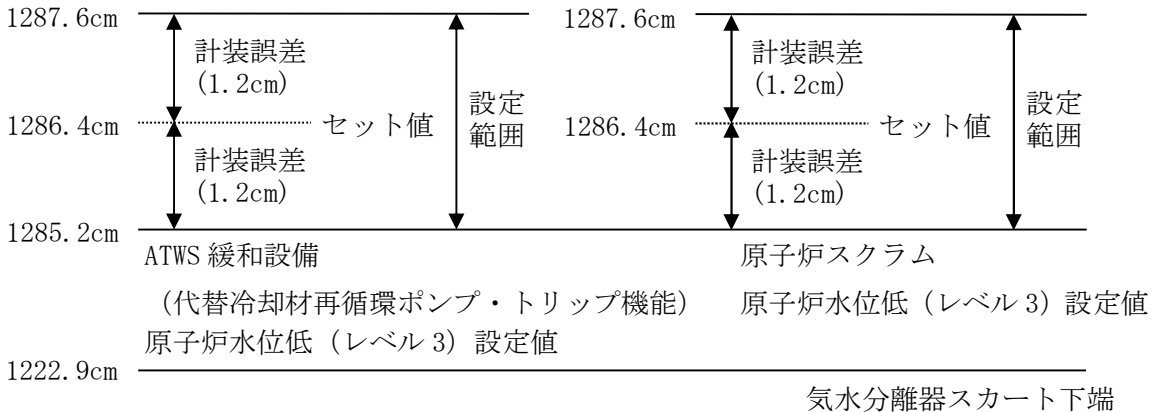 1287.6cm
計装誤差
(1.2cm)
設定
範囲
1286.4cm
セット値
計装誤差
(1.2cm)
1285.2cm
1287.6cm
計装誤差
(1.2cm)
設定
範囲
1286.4cm
セット値
計装誤差
(1.2cm)
ATWS 緩和設備
（代替冷却材再循環ポンプ・トリップ機能）
原子炉水位低（レベル 3）設定値
原子炉スクラム
原子炉水位低（レベル 3）設定値
1222.9cm
気水分離器スカート下端